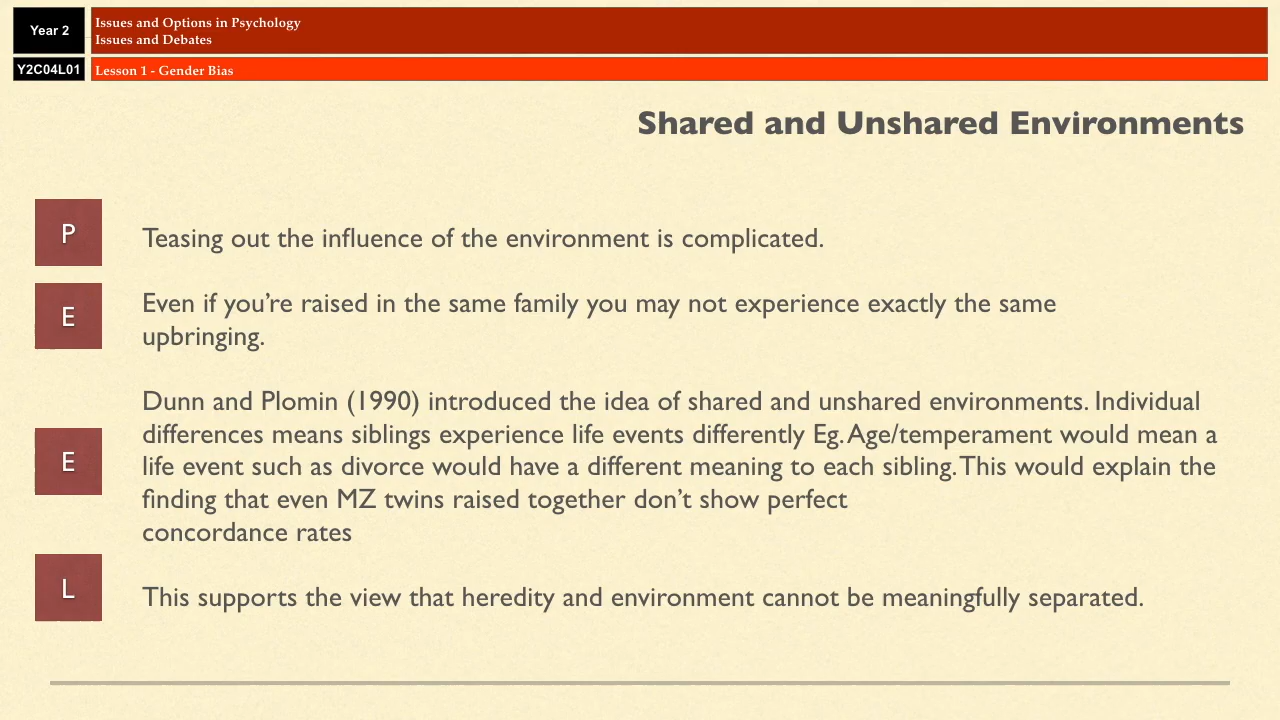 Year 2
Issues and Options in Psychology
Issues and Debates
Y2C04L01
Lesson 1 - Gender Bias
Shared and Unshared Environments
P
Teasing out the influence of the environment is complicated.
E
Even if you’re raised in the same family you may not experience exactly the same
upbringing.
E
Dunn and Plomin (1990) introduced the idea of shared and unshared environments. Individual
differences means siblings experience life events differently Eg. Age/temperament would mean a
life event such as divorce would have a different meaning to each sibling. This would explain the
finding that even MZ twins raised together don’t show perfect
concordance rates
L
This supports the view that heredity and environment cannot be meaningfully separated.